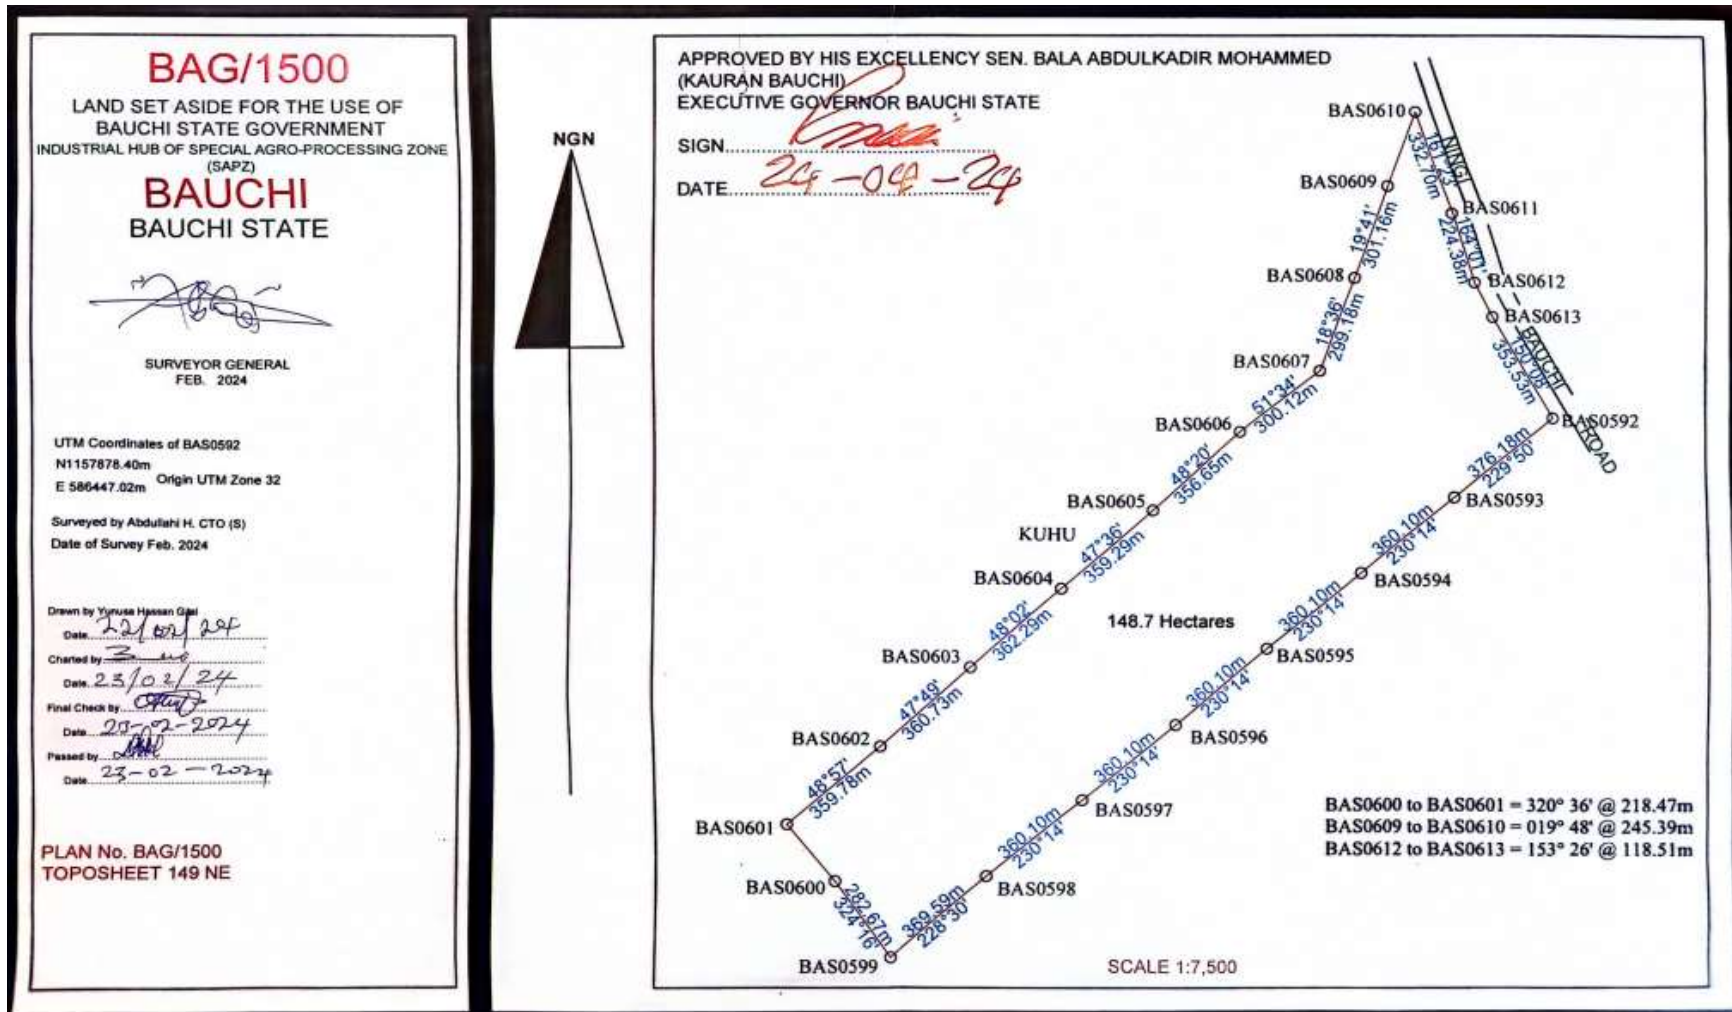 BAG/1500
LAND SET ASIDE FOR THE USE OF
BAUCHI STATE GOVERNMENT
INDUSTRIAL HUB OF SPECIAL AGRO-PROCESSING ZONE
(SAPZ)
BAUCHI
BAUCHI STATE
SURVEYOR GENERAL
FEB. 2024
UTM Coordinates of BAS0592
N1157878.40m
E 586447.02m Origin UTM Zone 32
Surveyed by Abdullahi H. CTO (S)
Date of Survey Feb. 2024
Drawn by Yunusa Hassan
Date 22/02/24
Charted by
Date 23/02/24
Final Check by
Date 23-02-2024
Passed by
Date 23-02-2024
PLAN No. BAG/1500
TOPOSHEET 149 NE
NGN
APPROVED BY HIS EXCELLENCY SEN. BALA ABDULKADIR MOHAMMED
(KAURAN BAUCHI)
EXECUTIVE GOVERNOR BAUCHI STATE
SIGN
DATE 24-04-24
BAS0610
161°23'
332.70m
NINGI
BAS0609
BAS0611
19°41'
301.16m
164°01'
224.38m
BAS0608
BAS0612
BAS0613
18°36'
299.18m
BAUCHI
150°08'
353.53m
BAS0607
51°34'
300.12m
BAS0592
ROAD
BAS0606
376.18m
229°50'
48°20'
356.65m
BAS0593
BAS0605
KUHU
47°36'
359.29m
360.10m
230°14'
BAS0594
BAS0604
48°02'
362.29m
148.7 Hectares
360.10m
230°14'
BAS0595
BAS0603
47°49'
360.73m
360.10m
230°14'
BAS0596
BAS0602
48°57'
359.78m
360.10m
230°14'
BAS0597
BAS0601
360.10m
230°14'
BAS0598
BAS0600
282.67m
324°16'
369.59m
228°30'
BAS0599
BAS0600 to BAS0601 = 320° 36' @ 218.47m
BAS0609 to BAS0610 = 019° 48' @ 245.39m
BAS0612 to BAS0613 = 153° 26' @ 118.51m
SCALE 1:7,500